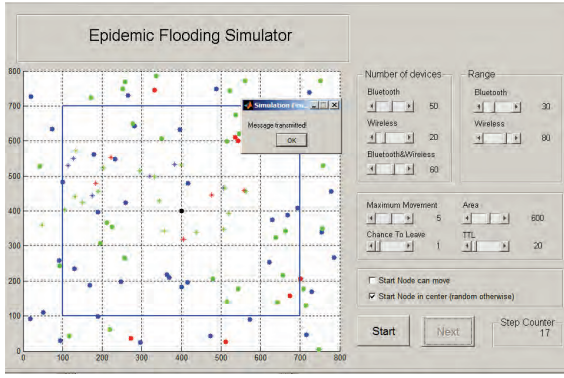 Epidemic Flooding Simulator
800
700
600
500
400
300
200
100
0
0 100 200 300 400 500 600 700 800
Message transmitted!
OK
Number of devices
Bluetooth
50
Wireless
20
Bluetooth&Wireless
60
Range
Bluetooth
30
Wireless
80
Maximum Movement
5
Area
600
Chance To Leave
1
TTL
20
Start Node can move
Start Node in center (random otherwise)
Start
Next
Step Counter
17